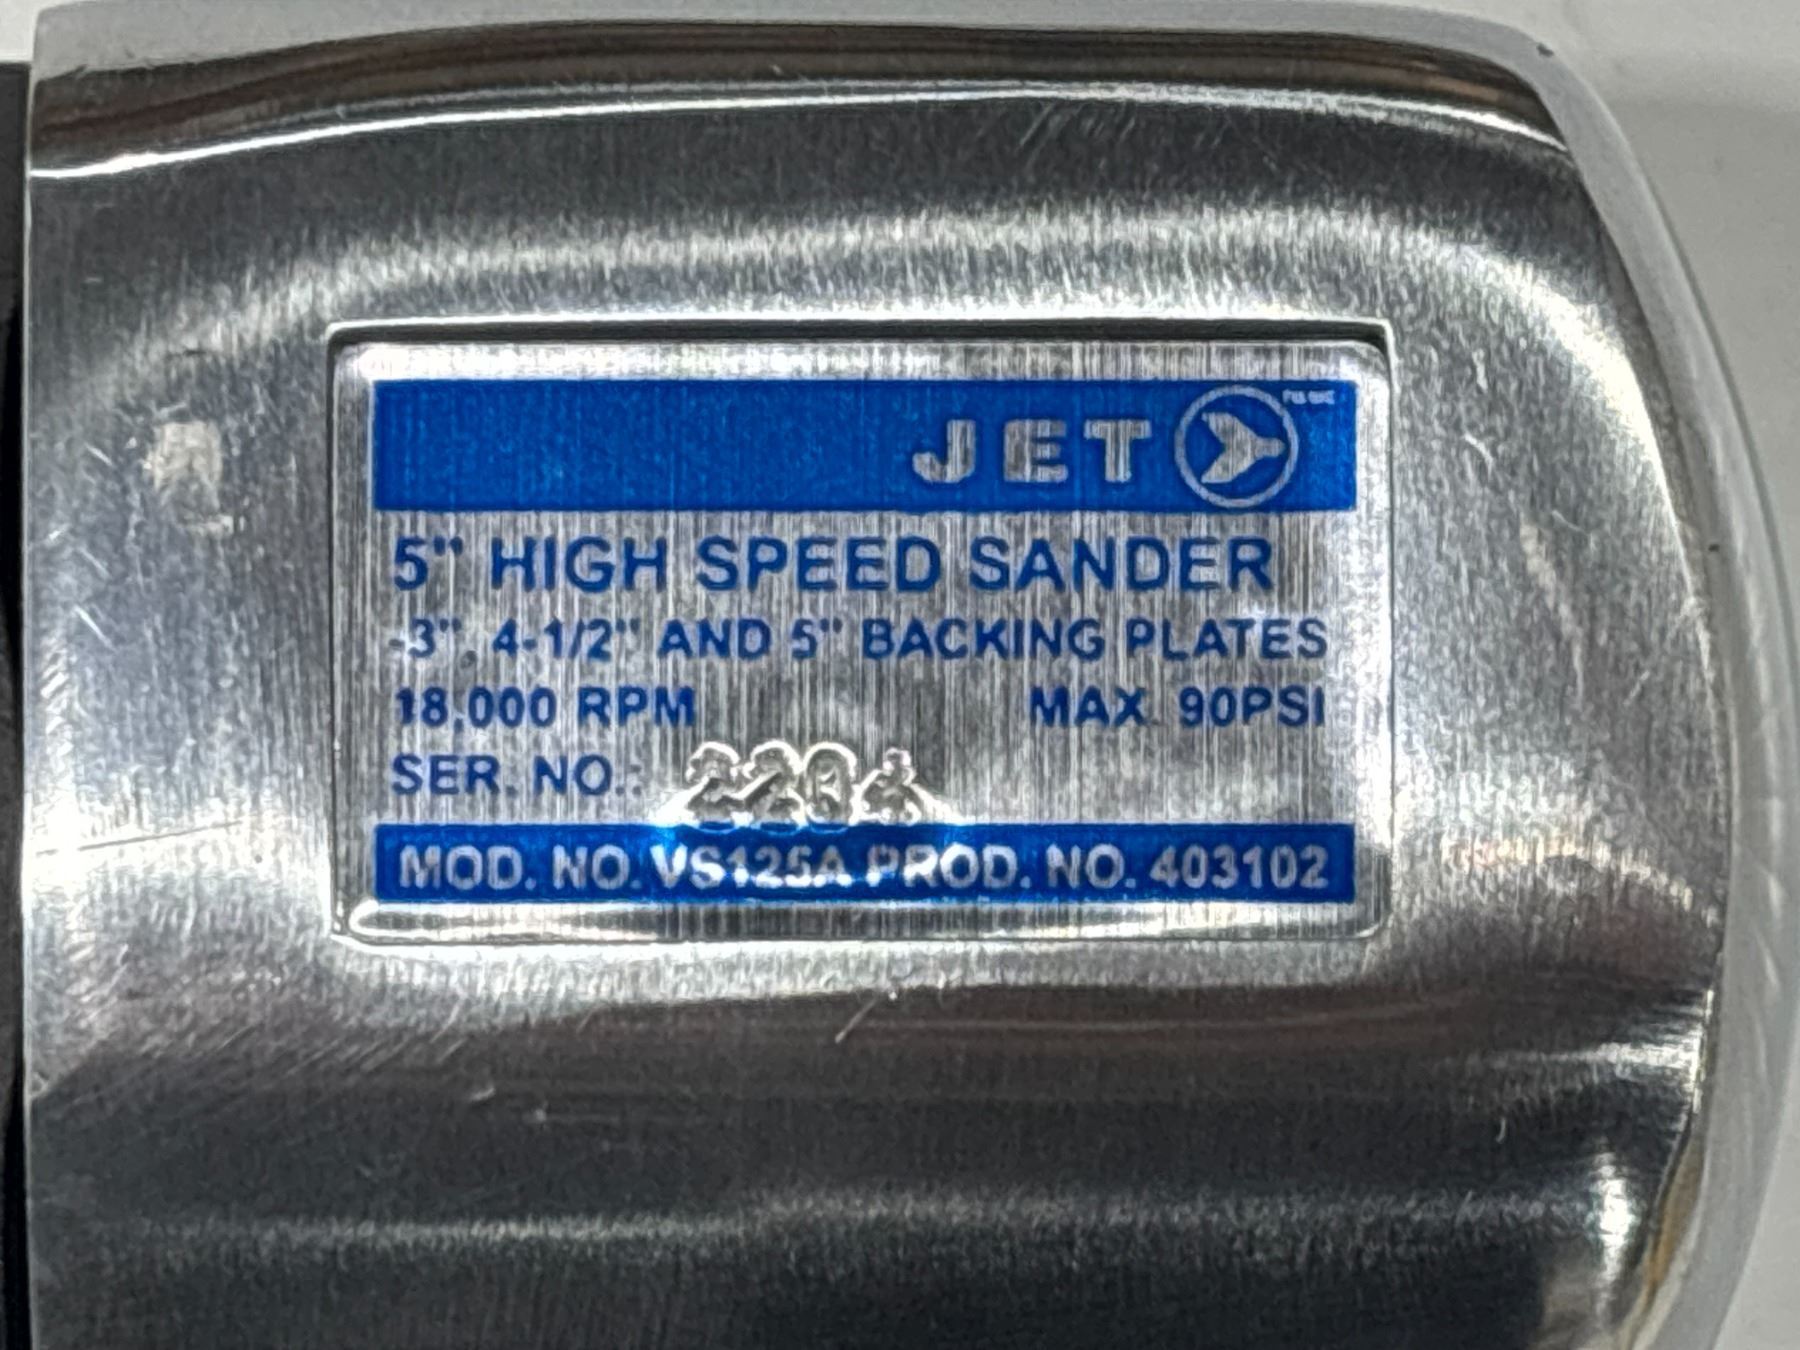 JET
5" HIGH SPEED SANDER
-3", 4-1/2" AND 5" BACKING PLATES
18,000 RPM MAX. 90PSI
SER. NO.: 2204
MOD. NO. VS125A PROD. NO. 403102